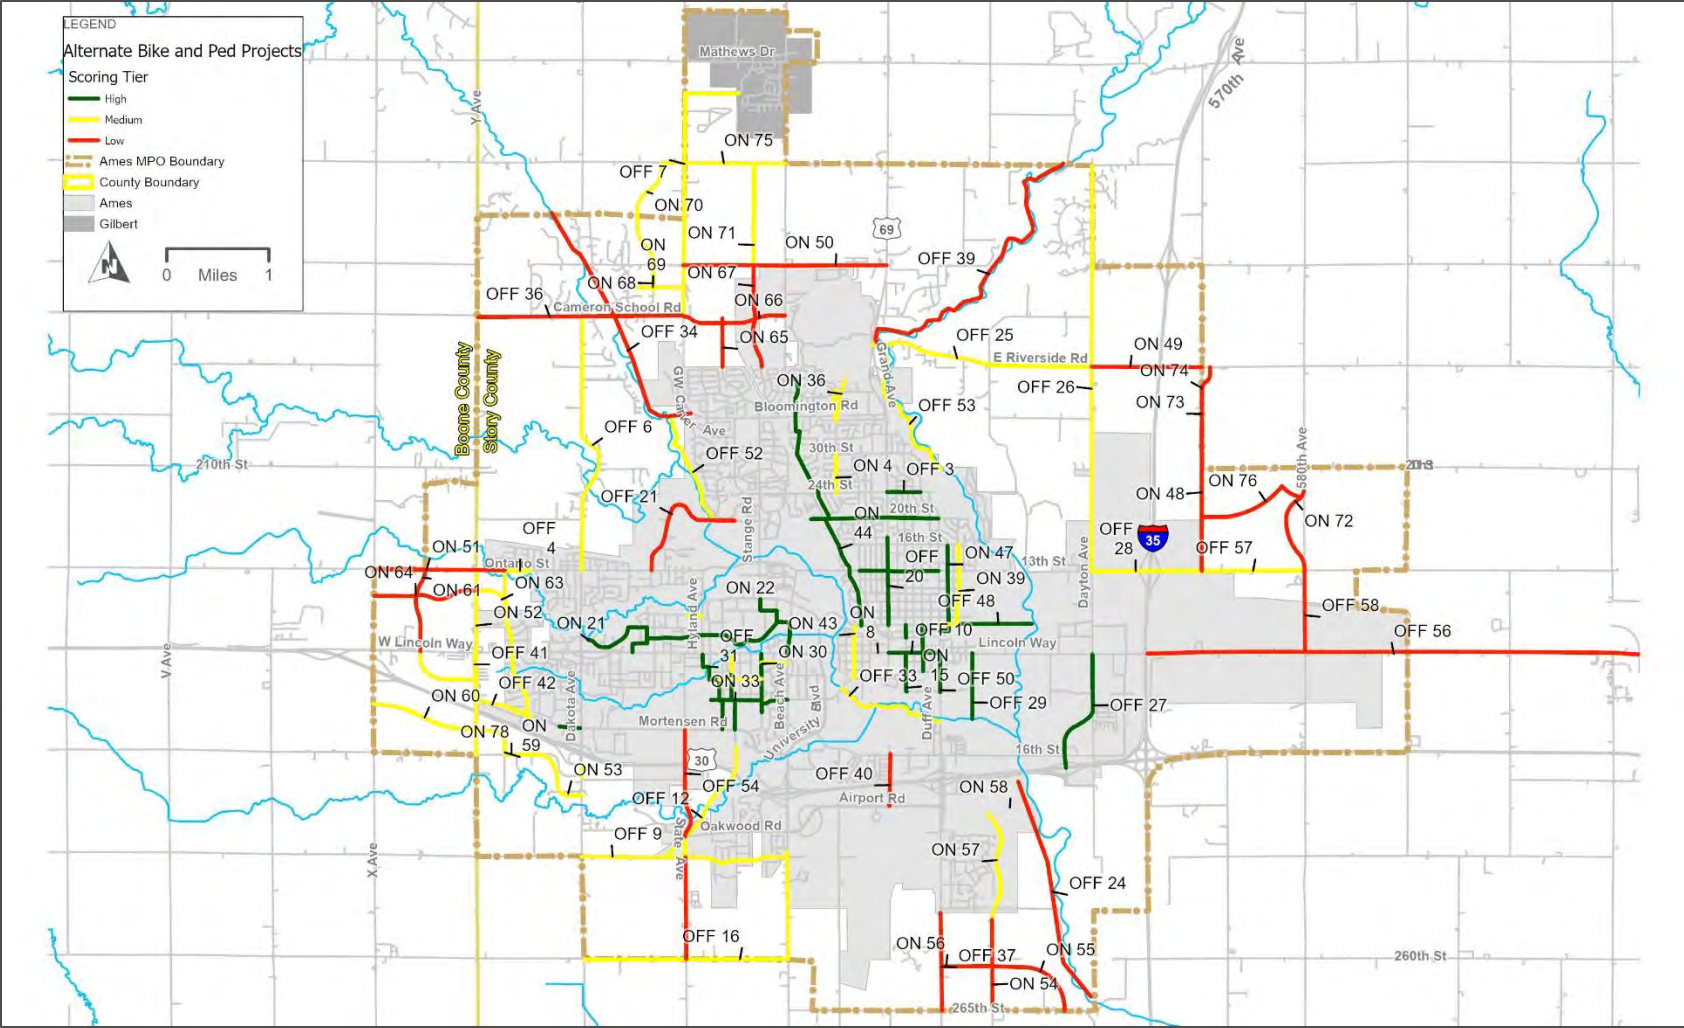 LEGEND
Alternate Bike and Ped Projects
Scoring Tier
High
Medium
Low
Ames MPO Boundary
County Boundary
Ames
Gilbert
N
0 Miles 1
Mathews Dr
Y Ave
570th Ave
ON 75
OFF 7
ON 70
ON 71
ON 50
69
ON
69
ON 67
OFF 39
ON 68
OFF 36
Cameron School Rd
ON 66
OFF 34
ON 65
OFF 25
E Riverside Rd
ON 49
Grand Ave
ON 74
OFF 26
ON 36
Bloomington Rd
GW Carver Ave
OFF 53
ON 73
Boone County
Story County
OFF 6
30th St
580th Ave
210th St
OFF 52
ON 4
OFF 3
24th St
ON 76
OFF 21
ON 48
20th St
ON
44
ON 72
Stange Rd
OFF
4
16th St
OFF
28
35
OFF 57
ON 51
Ontario St
OFF
20
ON 47
13th St
Dayton Ave
ON 64
ON 61
ON 63
ON 22
ON 39
Hyland Ave
OFF 48
OFF 58
ON 52
ON 21
ON
8
ON 43
OFF 10
W Lincoln Way
OFF
31
Lincoln Way
OFF 56
V Ave
OFF 41
ON 30
ON
15
OFF 42
ON 33
OFF 33
OFF 50
ON 60
Dakota Ave
Beach Ave
Duff Ave
OFF 29
OFF 27
ON 78
ON
59
Mortensen Rd
University Blvd
16th St
ON 53
30
OFF 54
OFF 40
ON 58
OFF 12
Airport Rd
OFF 9
State Ave
Oakwood Rd
X Ave
ON 57
OFF 24
OFF 16
ON 56
OFF 37
ON 55
260th St
ON 54
265th St